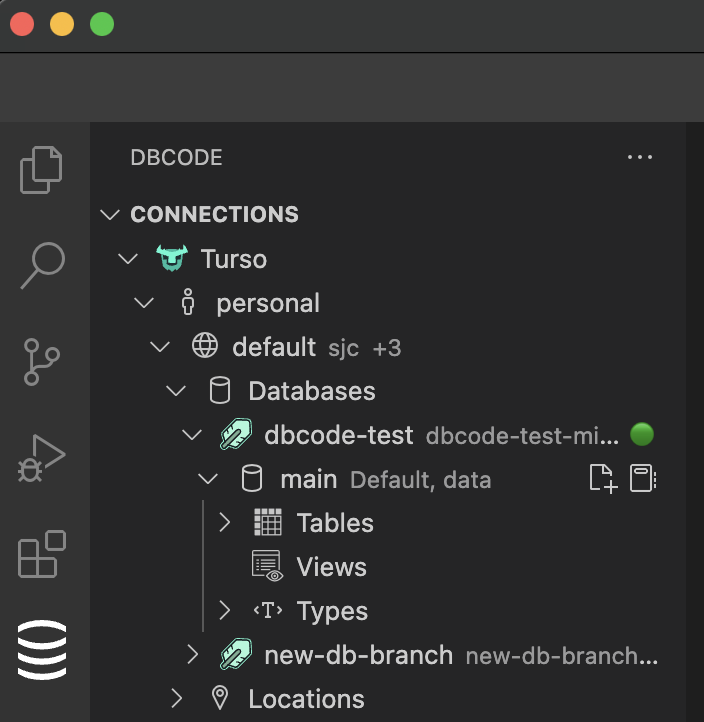 DBCODE
CONNECTIONS
Turso
personal
default sjc +3
Databases
dbcode-test dbcode-test-mi...
main Default, data
Tables
Views
<T> Types
new-db-branch new-db-branch...
Locations